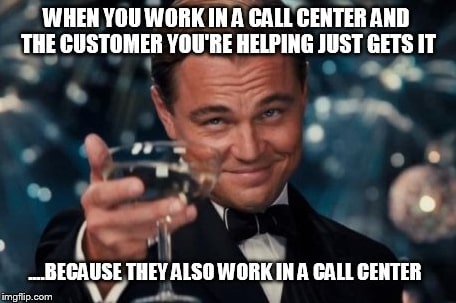 WHEN YOU WORK IN A CALL CENTER AND
THE CUSTOMER YOU'RE HELPING JUST GETS IT
....BECAUSE THEY ALSO WORK IN A CALL CENTER
imgflip.com